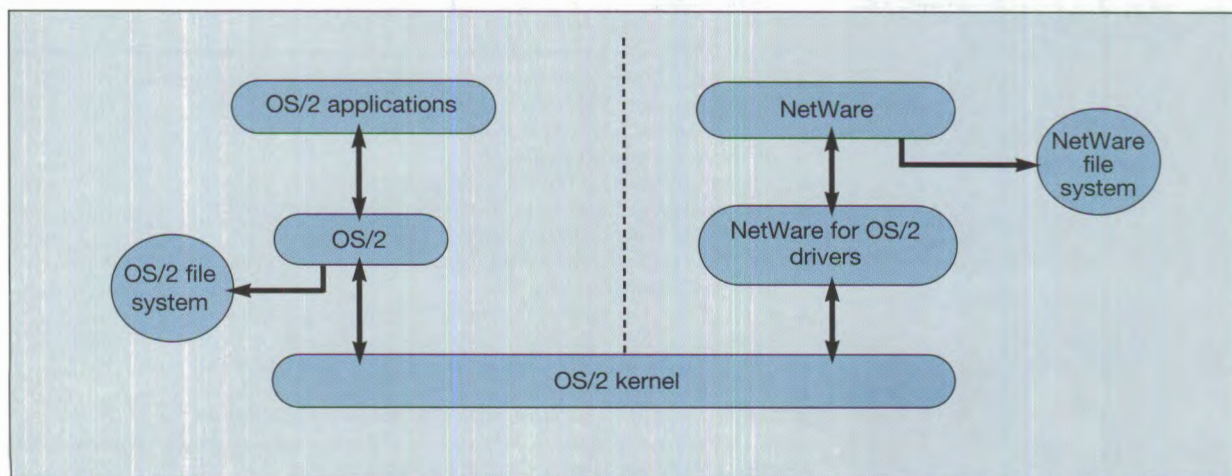 OS/2 applications
NetWare
NetWare
file
system
OS/2
NetWare for OS/2
drivers
OS/2 file
system
OS/2 kernel